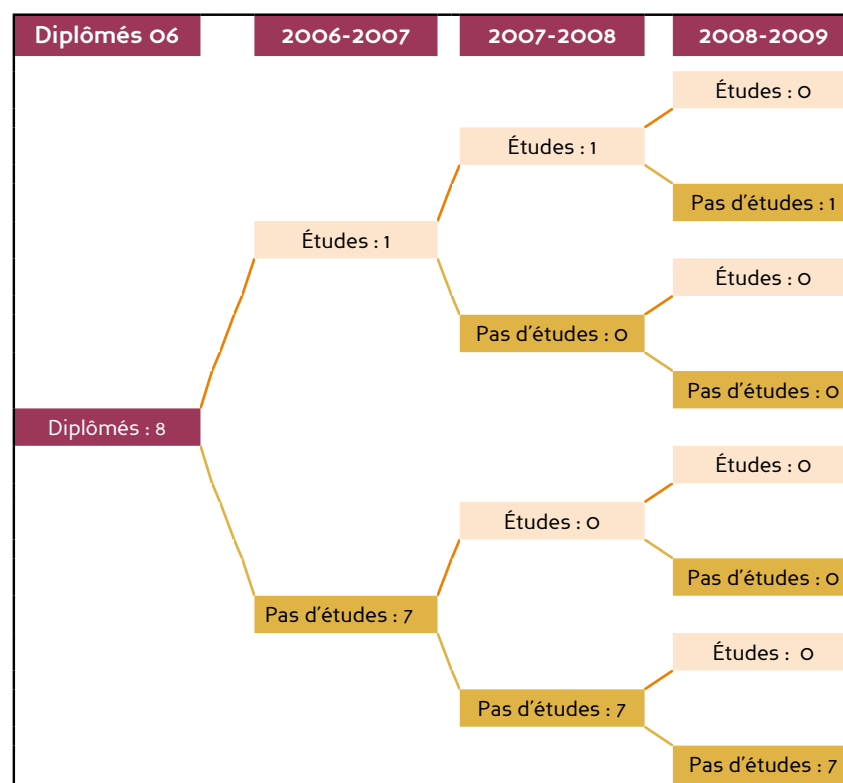 Diplômés 06 2006-2007 2007-2008 2008-2009
Études : 0
Études : 1
Pas d'études : 1
Études : 1
Études : 0
Pas d'études : 0
Pas d'études : 0
Diplômés : 8
Études : 0
Études : 0
Pas d'études : 0
Pas d'études : 7
Études : 0
Pas d'études : 7
Pas d'études : 7